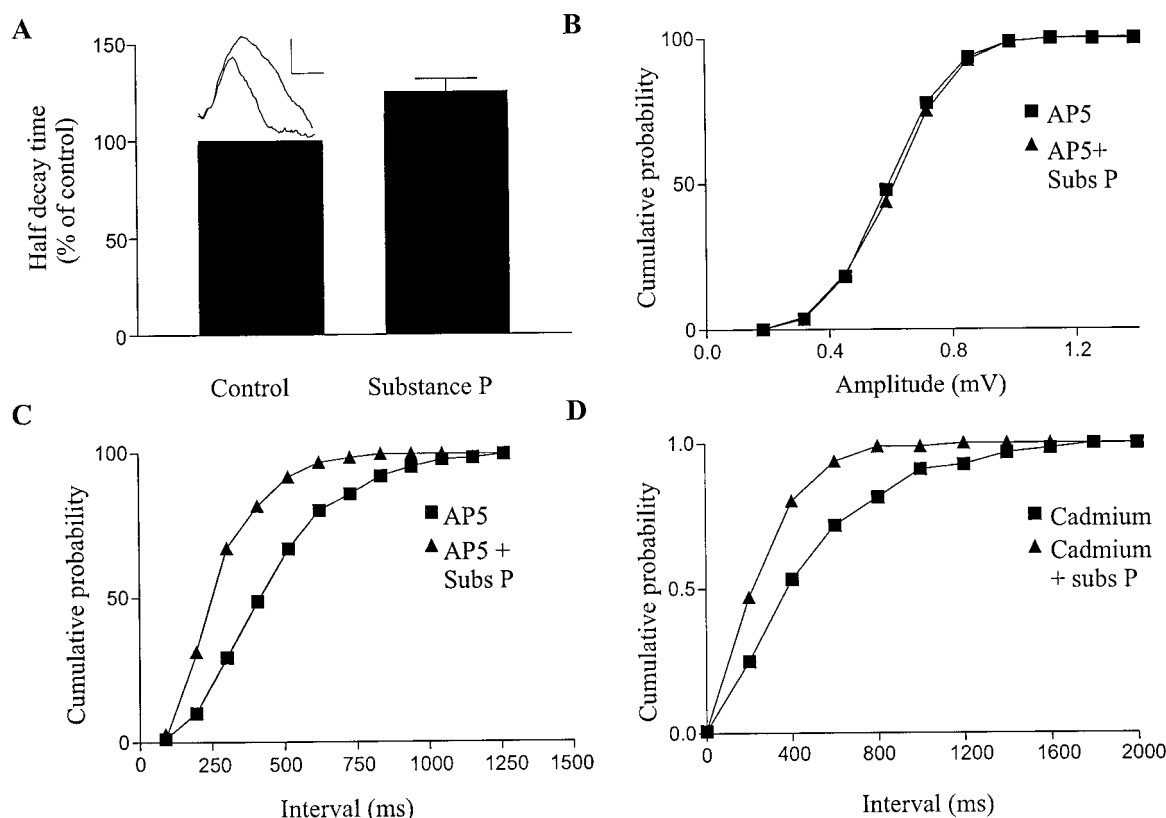 A
Half decay time
(% of control)
150
100
50
0
Control
Substance P
B
Cumulative probability
100
50
0
AP5
AP5+
Subs P
0.0
0.4
0.8
1.2
Amplitude (mV)
C
Cumulative probability
100
50
0
AP5
AP5 +
Subs P
0
250
500
750
1000
1250
1500
Interval (ms)
D
Cumulative probability
1.0
0.5
0.0
Cadmium
Cadmium
+ subs P
0
400
800
1200
1600
2000
Interval (ms)